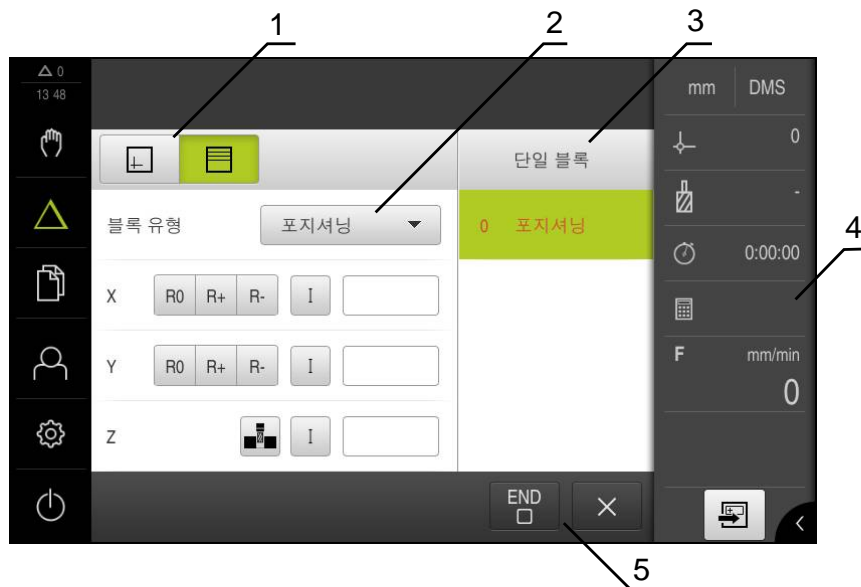 1
2
3
0
13 48
mm DMS
단일 블록
0
-
블록 유형 포지셔닝
0 포지셔닝
4
0:00:00
X R0 R+ R- I
Y R0 R+ R- I
F mm/min
0
Z I
END
5